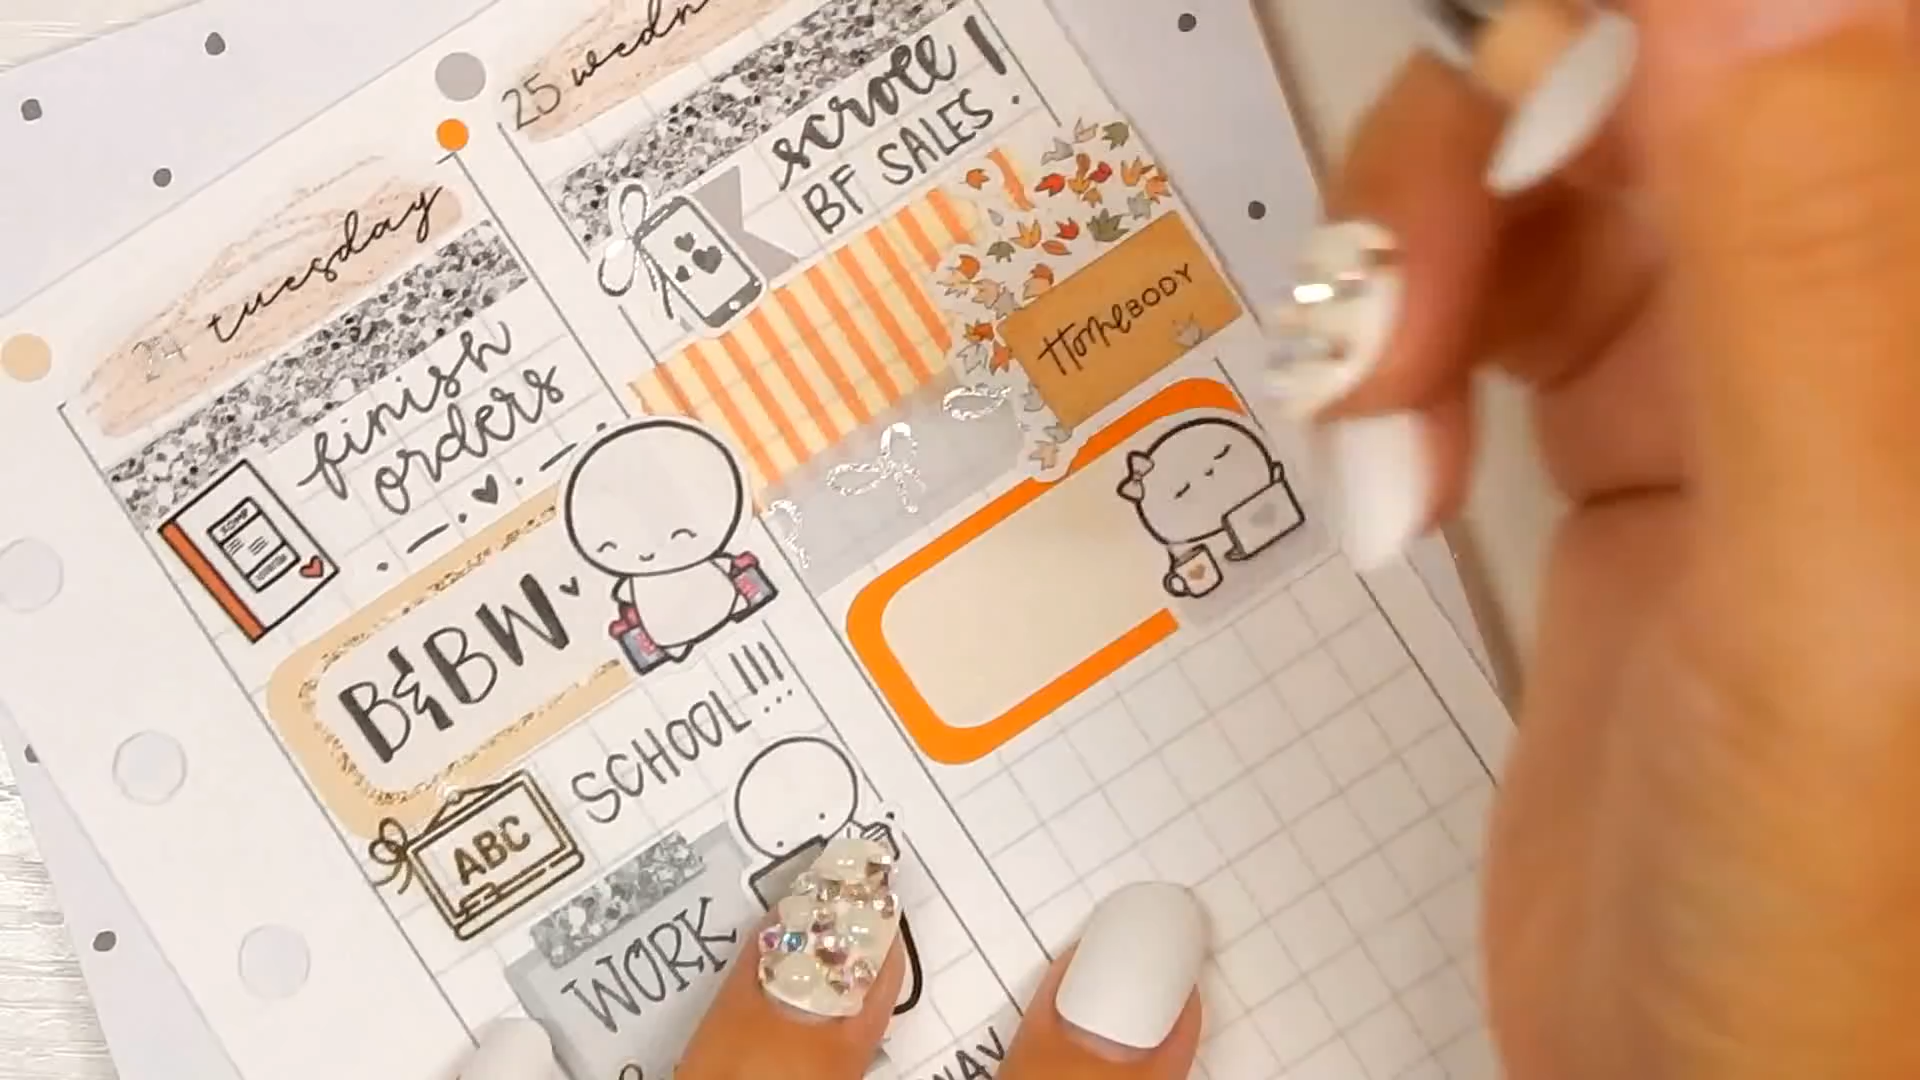 24 tuesday
finish
orders
B&BW
SCHOOL!!!
ABC
WORK
25 wedn
scroll
BF SALES.
HomeBODY